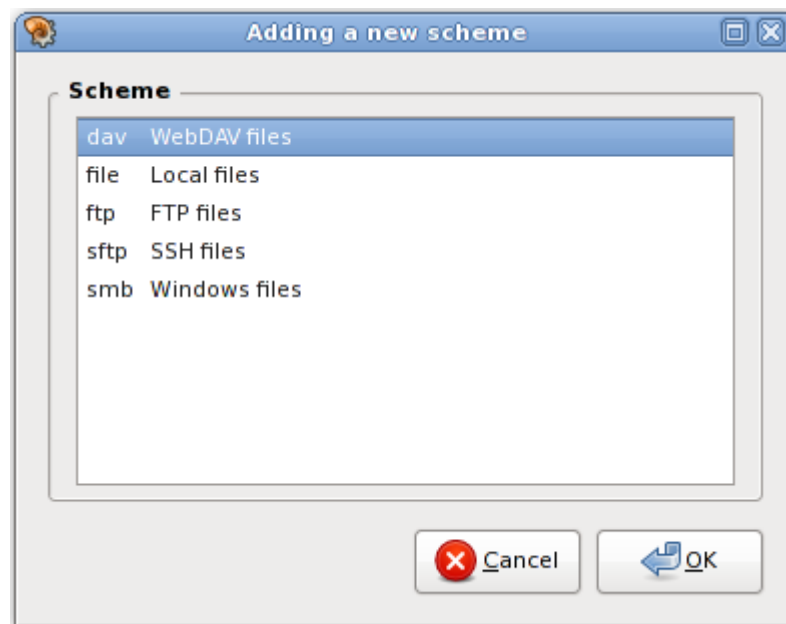 Adding a new scheme
Scheme
dav WebDAV files
file Local files
ftp FTP files
sftp SSH files
smb Windows files
Cancel OK